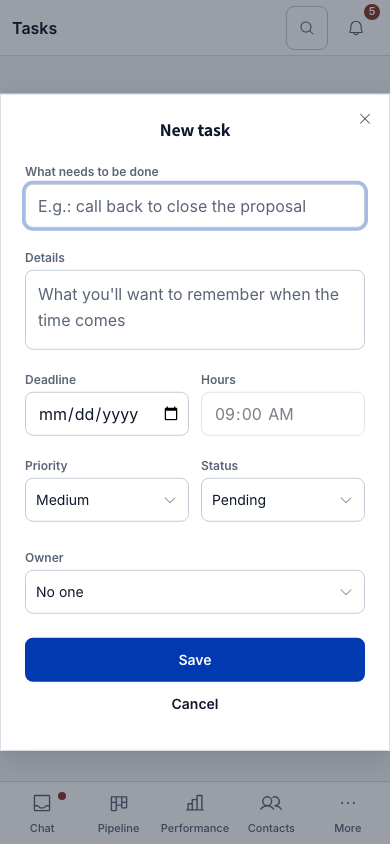 Tasks
5
New task
What needs to be done
E.g.: call back to close the proposal
Details
What you'll want to remember when the
time comes
Deadline
Hours
mm/dd/yyyy
09:00 AM
Priority
Status
Medium
Pending
Owner
No one
Save
Cancel
Chat
Pipeline
Performance
Contacts
More